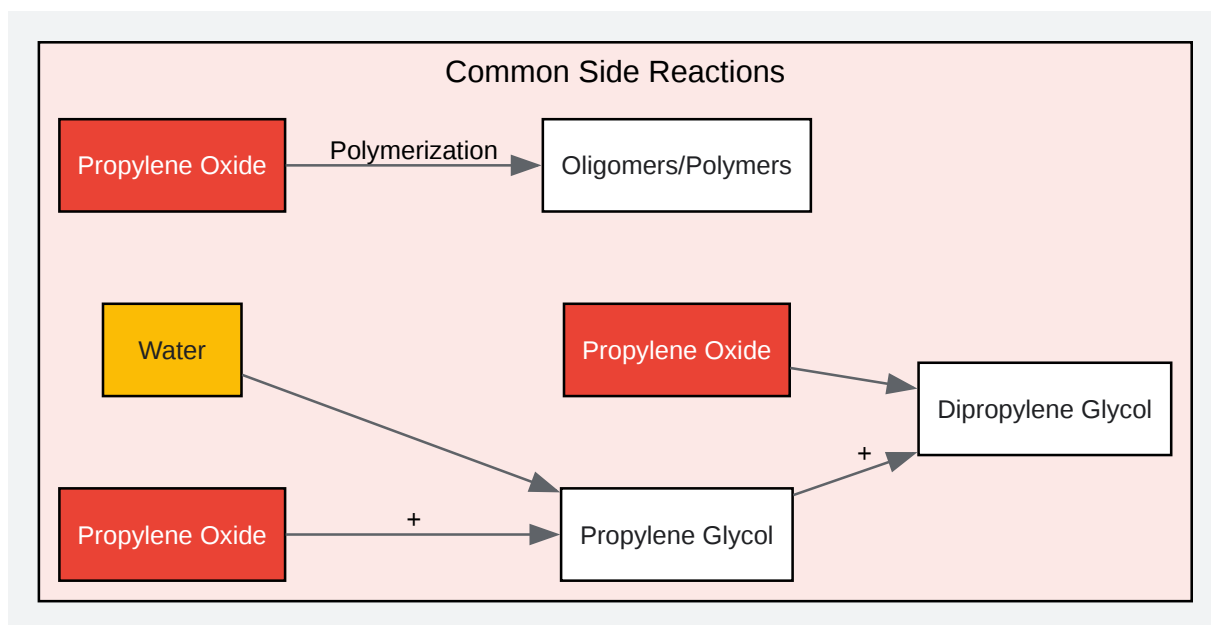 Common Side Reactions
Propylene Oxide
Polymerization
Oligomers/Polymers
Water
Propylene Oxide
Dipropylene Glycol
+
Propylene Oxide
+
Propylene Glycol